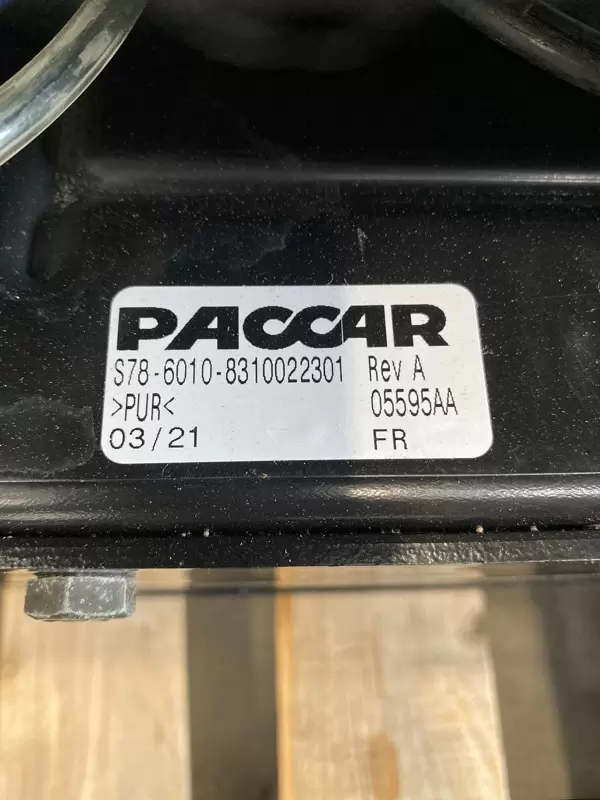 PACCAR
S78-6010-8310022301 Rev A
>PUR< 05595AA
03/21 FR